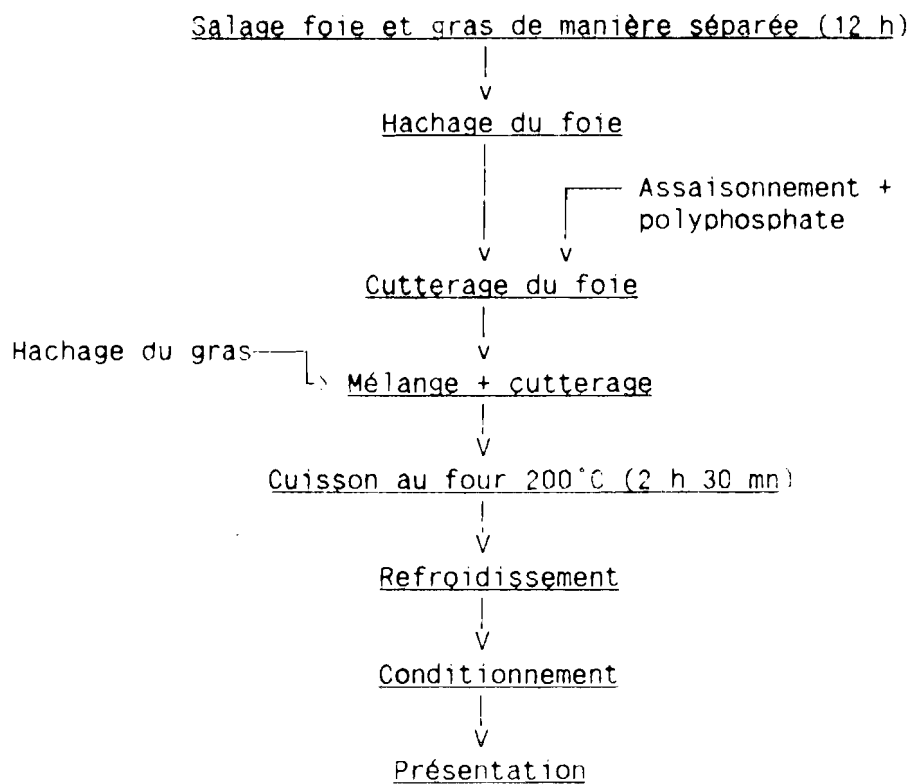 Salage foie et gras de manière séparée (12 h)
Hachage du foie
Assaisonnement +
polyphosphate
Cutterage du foie
Hachage du gras
Mélange + cutterage
Cuisson au four 200°C (2 h 30 mn)
Refroidissement
Conditionnement
Présentation